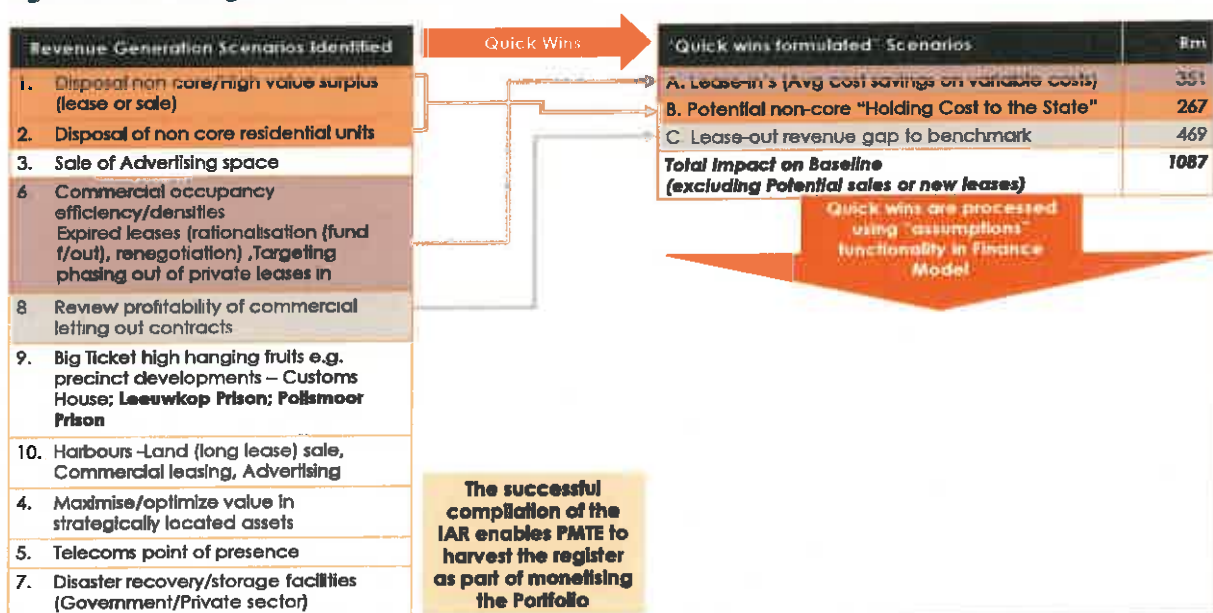 Revenue Generation Scenarios Identified
1. Disposal non core/High value surplus
(lease or sale)
2. Disposal of non core residential units
3. Sale of Advertising space
6 Commercial occupancy
efficiency/densities
Expired leases (rationalisation (fund
f/out), renegotiation) ,Targeting
phasing out of private leases in
8 Review profitability of commercial
letting out contracts
9. Big Ticket high hanging fruits e.g.
precinct developments – Customs
House; Leeuwkop Prison; Pollsmoor
Prison
10. Harbours -Land (long lease) sale,
Commercial leasing, Advertising
4. Maximise/optimize value in
strategically located assets
5. Telecoms point of presence
7. Disaster recovery/storage facilities
(Government/Private sector)
Quick Wins
"Quick wins formulated" Scenarios Rm
A. Lease-in's (Avg cost savings on variable costs) 351
B. Potential non-core "Holding Cost to the State" 267
C. Lease-out revenue gap to benchmark 469
Total Impact on Baseline 1087
(excluding Potential sales or new leases)
Quick wins are processed
using "assumptions"
functionality in Finance
Model
The successful
compilation of the
IAR enables PMTE to
harvest the register
as part of monetising
the Portfolio